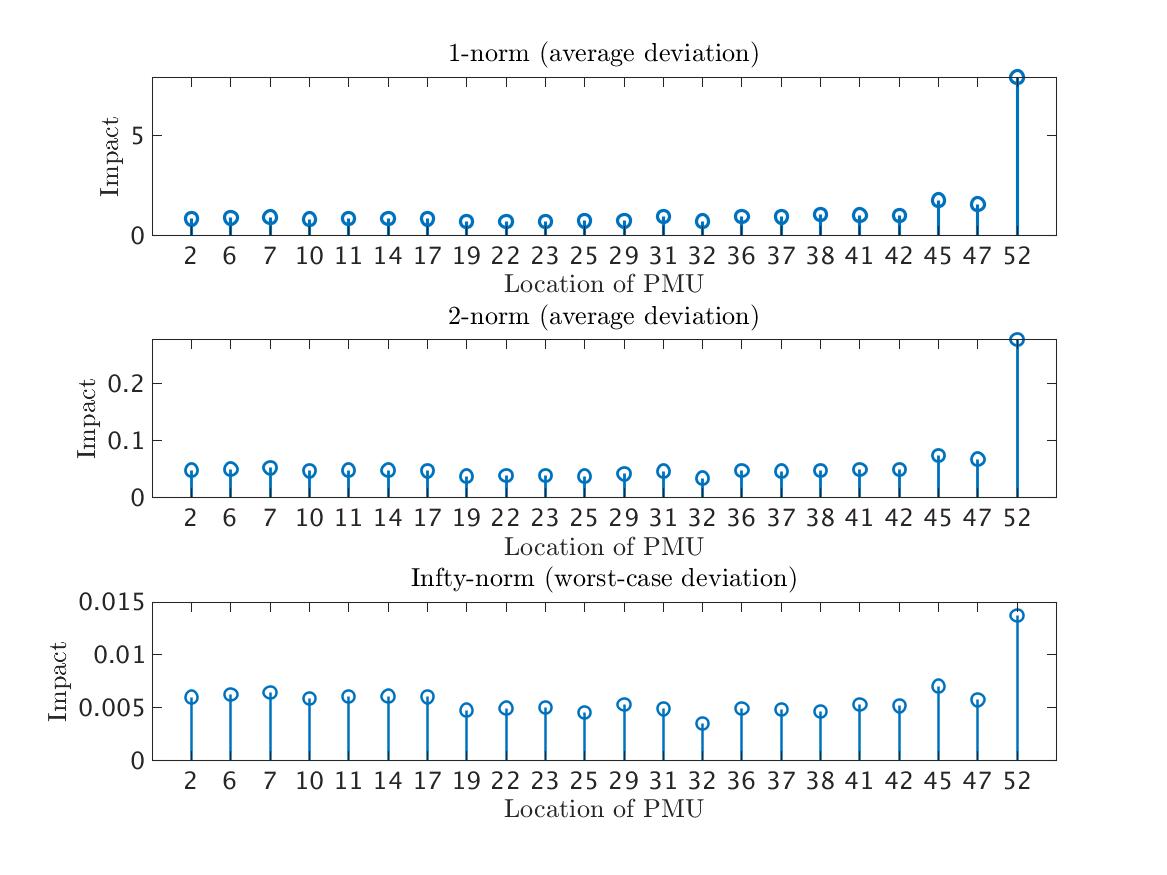 1-norm (average deviation)
Impact
5
0
2 6 7 10 11 14 17 19 22 23 25 29 31 32 36 37 38 41 42 45 47 52
Location of PMU
2-norm (average deviation)
Impact
0.2
0.1
0
2 6 7 10 11 14 17 19 22 23 25 29 31 32 36 37 38 41 42 45 47 52
Location of PMU
Infty-norm (worst-case deviation)
Impact
0.015
0.01
0.005
0
2 6 7 10 11 14 17 19 22 23 25 29 31 32 36 37 38 41 42 45 47 52
Location of PMU